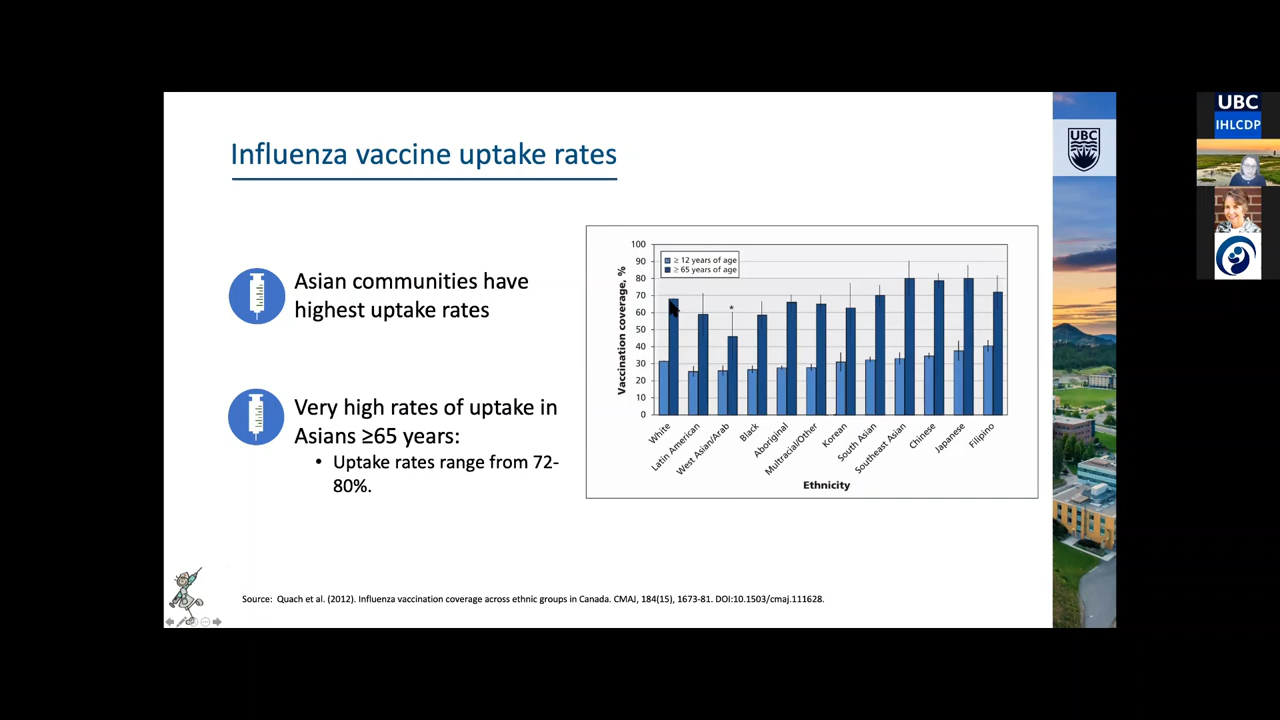 Influenza vaccine uptake rates
Asian communities have
highest uptake rates
Very high rates of uptake in
Asians ≥65 years:
• Uptake rates range from 72-
80%.
≥ 12 years of age
≥ 65 years of age
Vaccination coverage, %
100
90
80
70
60
50
40
30
20
10
0
*
White
Latin American
West Asian/Arab
Black
Aboriginal
Multracial/Other
Korean
South Asian
Southeast Asian
Chinese
Japanese
Filipino
Ethnicity
Source: Quach et al. (2012). Influenza vaccination coverage across ethnic groups in Canada. CMAJ, 184(15), 1673-81. DOI:10.1503/cmaj.111628.
UBC
UBC
IHLCDP